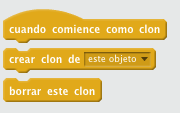 cuando comience como clon
crear clon de este objeto
borrar este clon